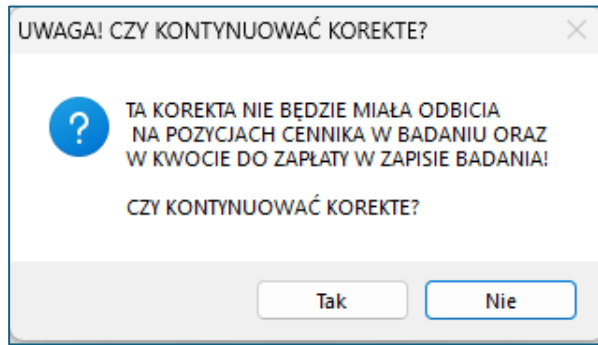 UWAGA! CZY KONTYNUOWAĆ KOREKTE?
?
TA KOREKTA NIE BĘDZIE MIAŁA ODBICIA
NA POZYCJACH CENNIKA W BADANIU ORAZ
W KWOCIE DO ZAPŁATY W ZAPISIE BADANIA!
CZY KONTYNUOWAĆ KOREKTE?
Tak Nie